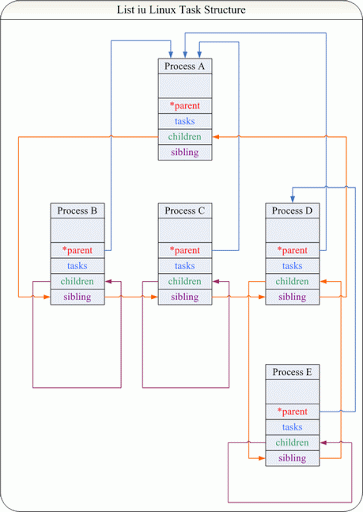 List iu Linux Task Structure
Process A
*parent
tasks
children
sibling
Process B
*parent
tasks
children
sibling
Process C
*parent
tasks
children
sibling
Process D
*parent
tasks
children
sibling
Process E
*parent
tasks
children
sibling